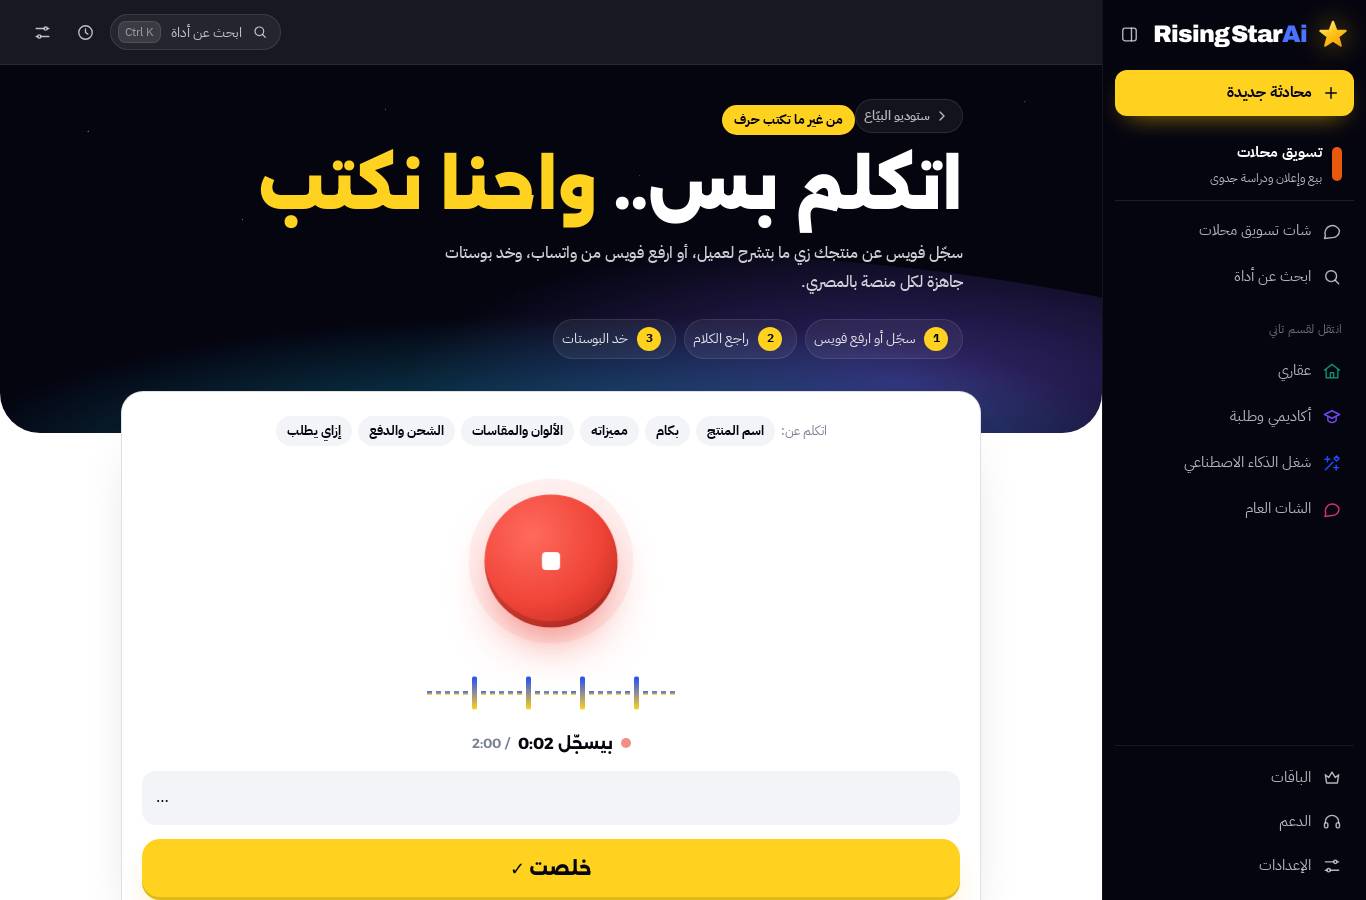 RisingStarAi
محادثة جديدة
تسويق محلات
بيع وإعلان ودراسة جدوى
شات تسويق محلات
ابحث عن أداة
انتقل لقسم تاني
عقاري
أكاديمي وطلبة
شغل الذكاء الاصطناعي
الشات العام
الباقات
الدعم
الإعدادات
ابحث عن أداة Ctrl K
ستوديو البيّاع
من غير ما تكتب حرف
اتكلم بس.. واحنا نكتب
سجّل فويس عن منتجك زي ما بتشرح لعميل، أو ارفع فويس من واتساب، وخد بوستات
جاهزة لكل منصة بالمصري.
1 سجّل أو ارفع فويس
2 راجع الكلام
3 خد البوستات
اتكلم عن: اسم المنتج بكام مميزاته الألوان والمقاسات الشحن والدفع إزاي يطلب
بيسجّل 0:02 / 2:00
...
خلصت ✓